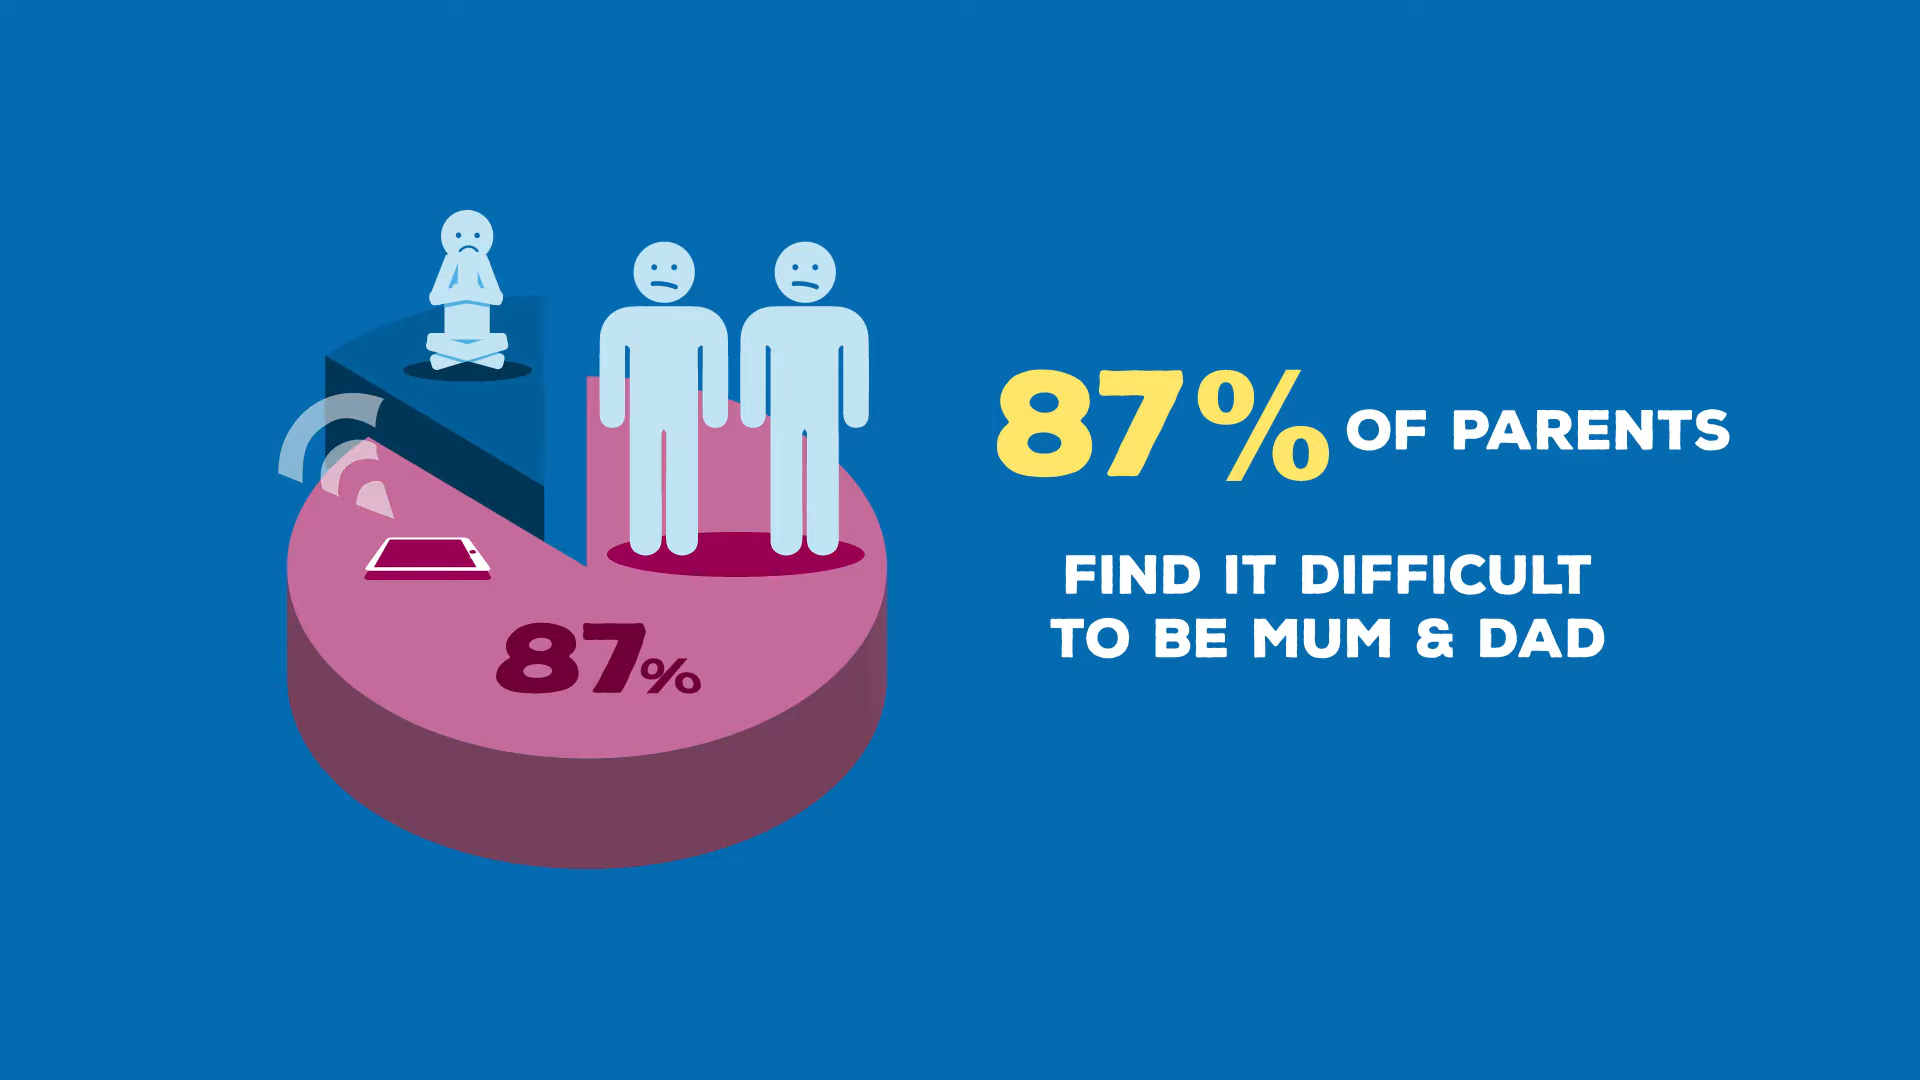 87% OF PARENTS
FIND IT DIFFICULT
TO BE MUM & DAD
87%